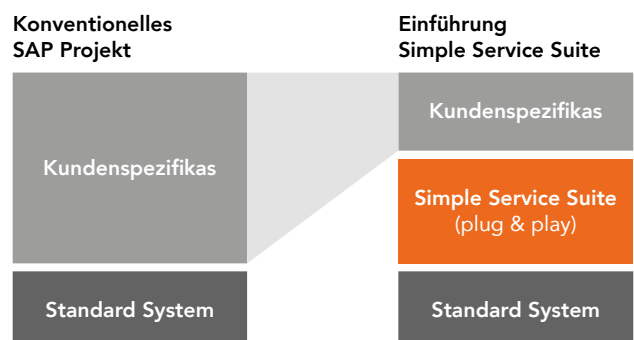 Konventionelles
SAP Projekt
Einführung
Simple Service Suite
Kundenspezifikas
Kundenspezifikas
Simple Service Suite
(plug & play)
Standard System
Standard System